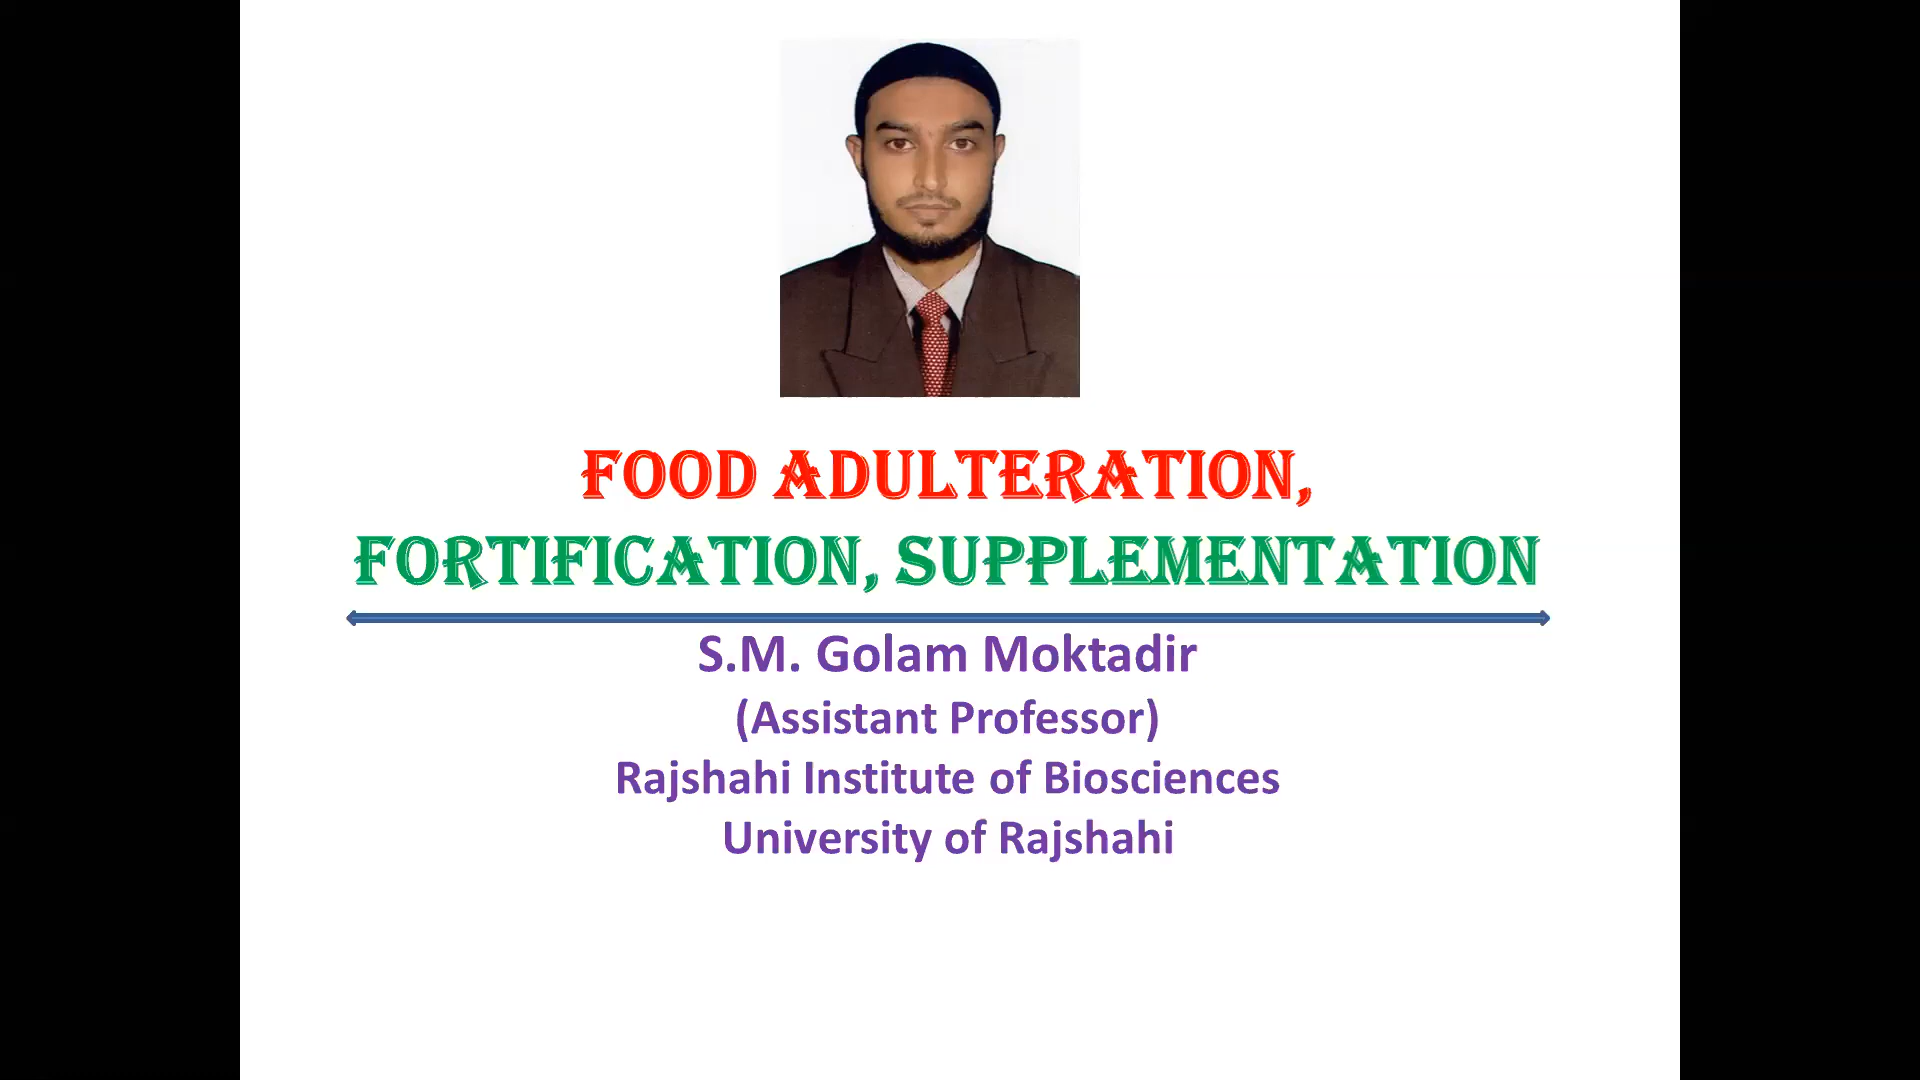 FOOD ADULTERATION,
FORTIFICATION, SUPPLEMENTATION
S.M. Golam Moktadir
(Assistant Professor)
Rajshahi Institute of Biosciences
University of Rajshahi